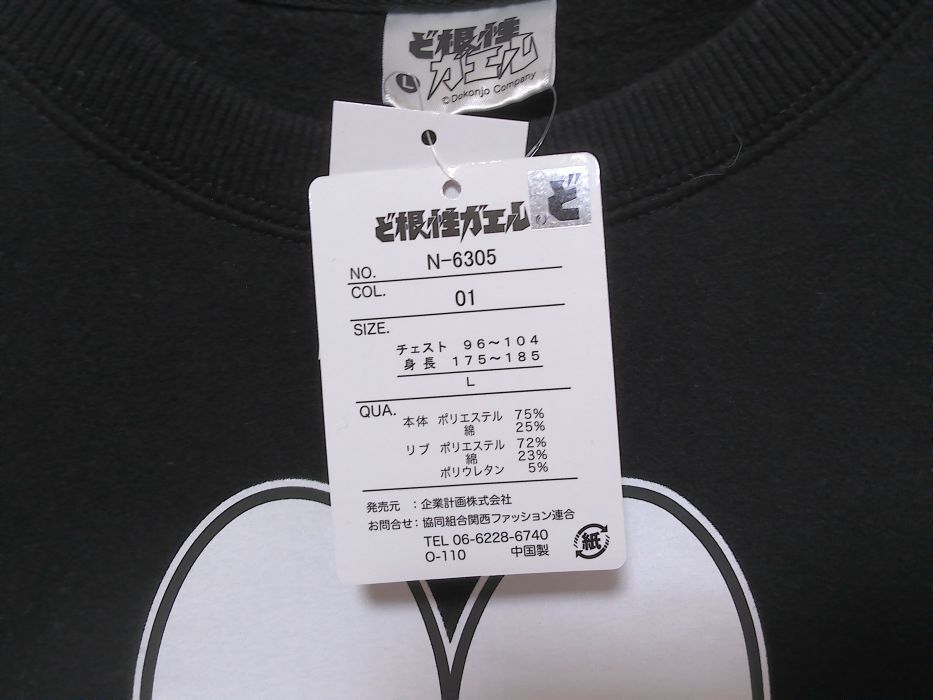 ど根性
ガエル
L
© Dokonjo Company
ど
ど根性ガエル
NO. N-6305
COL. 01
SIZE.
チェスト 96~104
身長 175~185
L
QUA. 本体 ポリエステル 75%
綿 25%
リブ ポリエステル 72%
綿 23%
ポリウレタン 5%
発売元 :企業計画株式会社
お問合せ:協同組合関西ファッション連合
TEL 06-6228-6740
O-110 中国製
紙